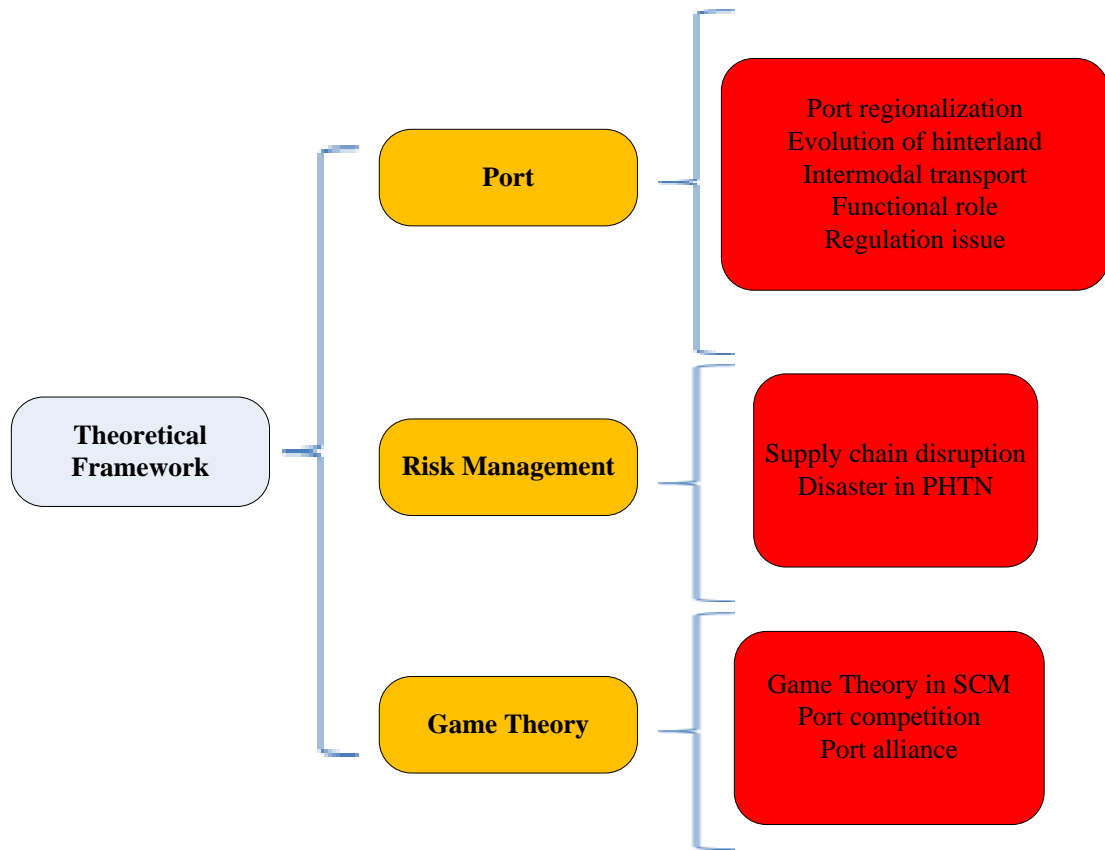 Theoretical
Framework
Port
Port regionalization
Evolution of hinterland
Intermodal transport
Functional role
Regulation issue
Risk Management
Supply chain disruption
Disaster in PHTN
Game Theory
Game Theory in SCM
Port competition
Port alliance